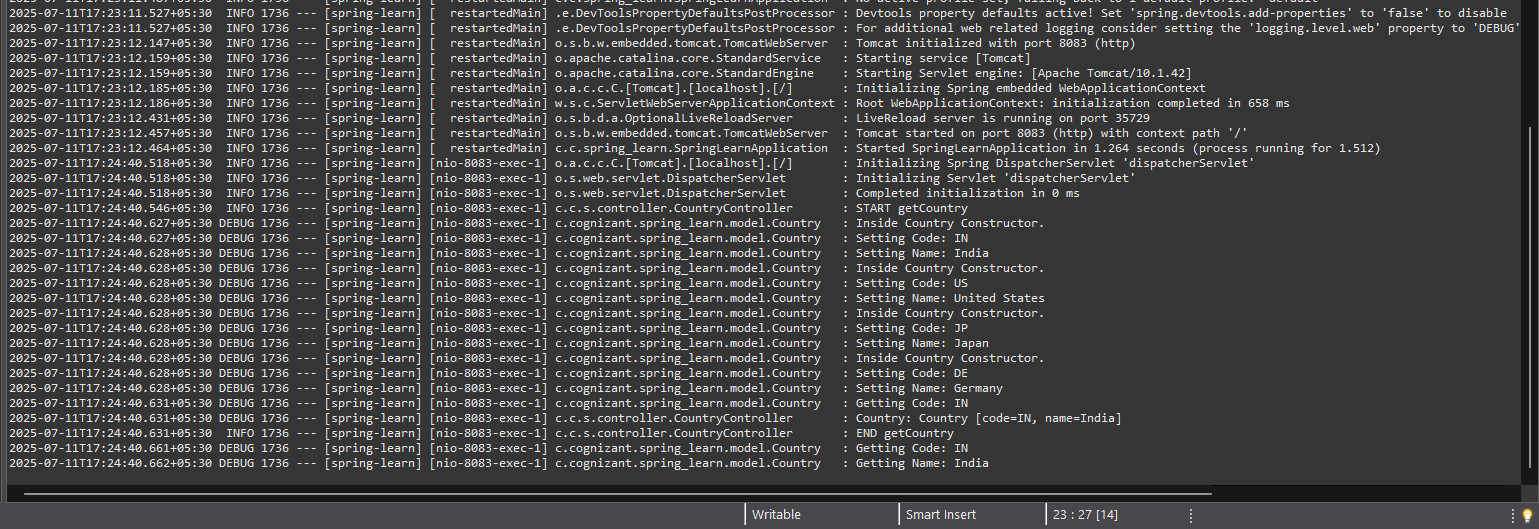 2025-07-11T17:23:11.527+05:30  INFO 1736 --- [spring-learn] [  restartedMain] .e.DevToolsPropertyDefaultsPostProcessor : Devtools property defaults active! Set 'spring.devtools.add-properties' to 'false' to disable
2025-07-11T17:23:11.527+05:30  INFO 1736 --- [spring-learn] [  restartedMain] .e.DevToolsPropertyDefaultsPostProcessor : For additional web related logging consider setting the 'logging.level.web' property to 'DEBUG'
2025-07-11T17:23:12.147+05:30  INFO 1736 --- [spring-learn] [  restartedMain] o.s.b.w.embedded.tomcat.TomcatWebServer  : Tomcat initialized with port 8083 (http)
2025-07-11T17:23:12.159+05:30  INFO 1736 --- [spring-learn] [  restartedMain] o.apache.catalina.core.StandardService   : Starting service [Tomcat]
2025-07-11T17:23:12.159+05:30  INFO 1736 --- [spring-learn] [  restartedMain] o.apache.catalina.core.StandardEngine    : Starting Servlet engine: [Apache Tomcat/10.1.42]
2025-07-11T17:23:12.185+05:30  INFO 1736 --- [spring-learn] [  restartedMain] o.a.c.c.C.[Tomcat].[localhost].[/]       : Initializing Spring embedded WebApplicationContext
2025-07-11T17:23:12.186+05:30  INFO 1736 --- [spring-learn] [  restartedMain] w.s.c.ServletWebServerApplicationContext : Root WebApplicationContext: initialization completed in 658 ms
2025-07-11T17:23:12.431+05:30  INFO 1736 --- [spring-learn] [  restartedMain] o.s.b.d.a.OptionalLiveReloadServer       : LiveReload server is running on port 35729
2025-07-11T17:23:12.457+05:30  INFO 1736 --- [spring-learn] [  restartedMain] o.s.b.w.embedded.tomcat.TomcatWebServer  : Tomcat started on port 8083 (http) with context path '/'
2025-07-11T17:23:12.464+05:30  INFO 1736 --- [spring-learn] [  restartedMain] c.c.spring_learn.SpringLearnApplication  : Started SpringLearnApplication in 1.264 seconds (process running for 1.512)
2025-07-11T17:24:40.518+05:30  INFO 1736 --- [spring-learn] [nio-8083-exec-1] o.a.c.c.C.[Tomcat].[localhost].[/]       : Initializing Spring DispatcherServlet 'dispatcherServlet'
2025-07-11T17:24:40.518+05:30  INFO 1736 --- [spring-learn] [nio-8083-exec-1] o.s.web.servlet.DispatcherServlet        : Initializing Servlet 'dispatcherServlet'
2025-07-11T17:24:40.518+05:30  INFO 1736 --- [spring-learn] [nio-8083-exec-1] o.s.web.servlet.DispatcherServlet        : Completed initialization in 0 ms
2025-07-11T17:24:40.546+05:30  INFO 1736 --- [spring-learn] [nio-8083-exec-1] c.c.s.controller.CountryController       : START getCountry
2025-07-11T17:24:40.627+05:30 DEBUG 1736 --- [spring-learn] [nio-8083-exec-1] c.cognizant.spring_learn.model.Country   : Inside Country Constructor.
2025-07-11T17:24:40.628+05:30 DEBUG 1736 --- [spring-learn] [nio-8083-exec-1] c.cognizant.spring_learn.model.Country   : Setting Code: IN
2025-07-11T17:24:40.628+05:30 DEBUG 1736 --- [spring-learn] [nio-8083-exec-1] c.cognizant.spring_learn.model.Country   : Setting Name: India
2025-07-11T17:24:40.628+05:30 DEBUG 1736 --- [spring-learn] [nio-8083-exec-1] c.cognizant.spring_learn.model.Country   : Inside Country Constructor.
2025-07-11T17:24:40.628+05:30 DEBUG 1736 --- [spring-learn] [nio-8083-exec-1] c.cognizant.spring_learn.model.Country   : Setting Code: US
2025-07-11T17:24:40.628+05:30 DEBUG 1736 --- [spring-learn] [nio-8083-exec-1] c.cognizant.spring_learn.model.Country   : Setting Name: United States
2025-07-11T17:24:40.628+05:30 DEBUG 1736 --- [spring-learn] [nio-8083-exec-1] c.cognizant.spring_learn.model.Country   : Inside Country Constructor.
2025-07-11T17:24:40.628+05:30 DEBUG 1736 --- [spring-learn] [nio-8083-exec-1] c.cognizant.spring_learn.model.Country   : Setting Code: JP
2025-07-11T17:24:40.628+05:30 DEBUG 1736 --- [spring-learn] [nio-8083-exec-1] c.cognizant.spring_learn.model.Country   : Setting Name: Japan
2025-07-11T17:24:40.628+05:30 DEBUG 1736 --- [spring-learn] [nio-8083-exec-1] c.cognizant.spring_learn.model.Country   : Inside Country Constructor.
2025-07-11T17:24:40.628+05:30 DEBUG 1736 --- [spring-learn] [nio-8083-exec-1] c.cognizant.spring_learn.model.Country   : Setting Code: DE
2025-07-11T17:24:40.628+05:30 DEBUG 1736 --- [spring-learn] [nio-8083-exec-1] c.cognizant.spring_learn.model.Country   : Setting Name: Germany
2025-07-11T17:24:40.631+05:30 DEBUG 1736 --- [spring-learn] [nio-8083-exec-1] c.cognizant.spring_learn.model.Country   : Getting Code: IN
2025-07-11T17:24:40.631+05:30 DEBUG 1736 --- [spring-learn] [nio-8083-exec-1] c.c.s.controller.CountryController       : Country: Country [code=IN, name=India]
2025-07-11T17:24:40.631+05:30  INFO 1736 --- [spring-learn] [nio-8083-exec-1] c.c.s.controller.CountryController       : END getCountry
2025-07-11T17:24:40.661+05:30 DEBUG 1736 --- [spring-learn] [nio-8083-exec-1] c.cognizant.spring_learn.model.Country   : Getting Code: IN
2025-07-11T17:24:40.662+05:30 DEBUG 1736 --- [spring-learn] [nio-8083-exec-1] c.cognizant.spring_learn.model.Country   : Getting Name: India
Writable
Smart Insert
23 : 27 [14]